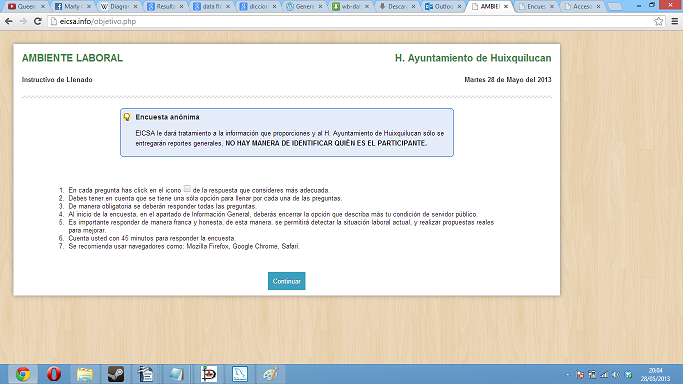 Queen
Marly
Diagra
Result
data fl
diccion
Genera
wb-dat
Descar
Outloo
AMBIEN
Encues
Acceso
eicsa.info/objetivo.php
AMBIENTE LABORAL
H. Ayuntamiento de Huixquilucan
Instructivo de Llenado
Martes 28 de Mayo del 2013
Encuesta anónima
EICSA le dará tratamiento a la información que proporciones y al H. Ayuntamiento de Huixquilucan sólo se
entregarán reportes generales, NO HAY MANERA DE IDENTIFICAR QUIÉN ES EL PARTICIPANTE.
1. En cada pregunta has click en el icono de la respuesta que consideres más adecuada.
2. Debes tener en cuenta que se tiene una sóla opción para llenar por cada una de las preguntas.
3. De manera obligatoria se deberán responder todas las preguntas.
4. Al inicio de la encuesta, en el apartado de Información General, deberás encerrar la opción que describa más tu condición de servidor público.
5. Es importante responder de manera franca y honesta, de esta manera, se permitirá detectar la situación laboral actual, y realizar propuestas reales
para mejorar.
6. Cuenta usted con 45 minutos para responder la encuesta.
7. Se recomienda usar navegadores como: Mozilla Firefox, Google Chrome, Safari.
Continuar
20:04
28/05/2013